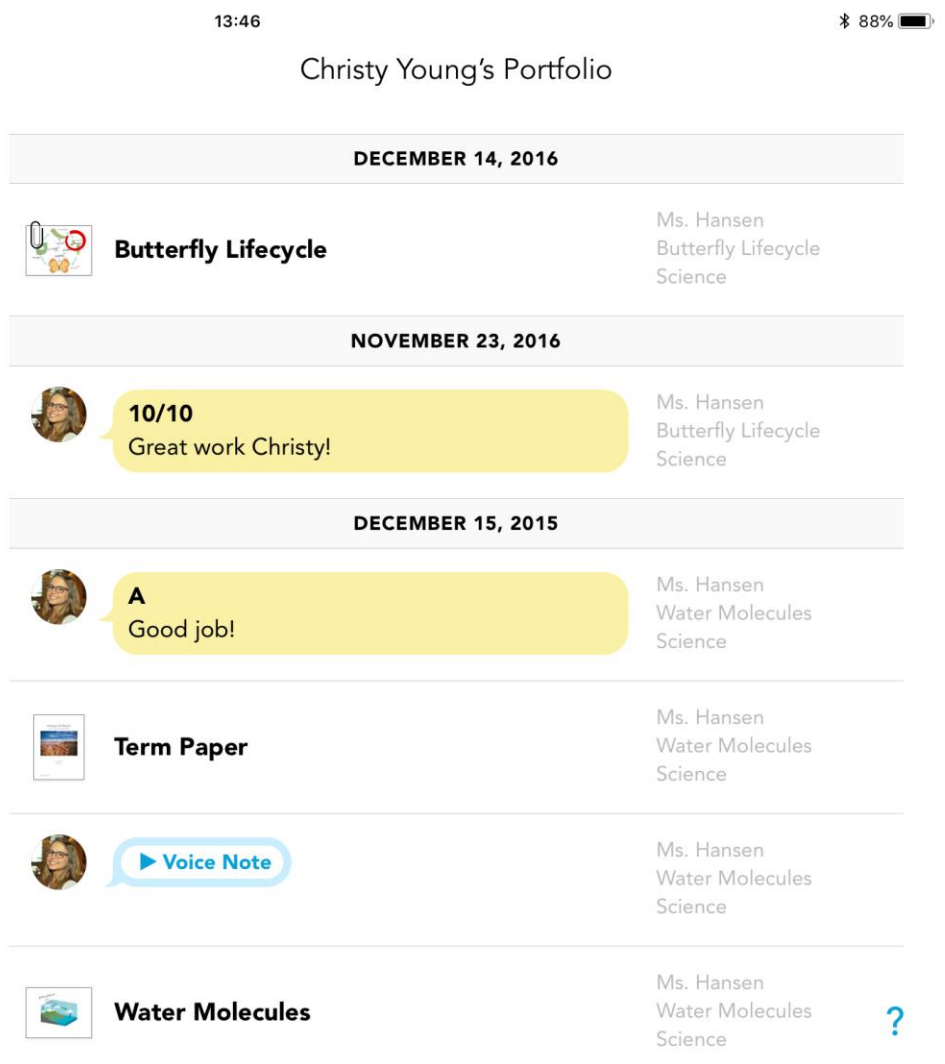 13:46
88%
Christy Young's Portfolio
DECEMBER 14, 2016
Butterfly Lifecycle
Ms. Hansen
Butterfly Lifecycle
Science
NOVEMBER 23, 2016
10/10
Great work Christy!
Ms. Hansen
Butterfly Lifecycle
Science
DECEMBER 15, 2015
A
Good job!
Ms. Hansen
Water Molecules
Science
Term Paper
Ms. Hansen
Water Molecules
Science
Voice Note
Ms. Hansen
Water Molecules
Science
Water Molecules
Ms. Hansen
Water Molecules
Science
?